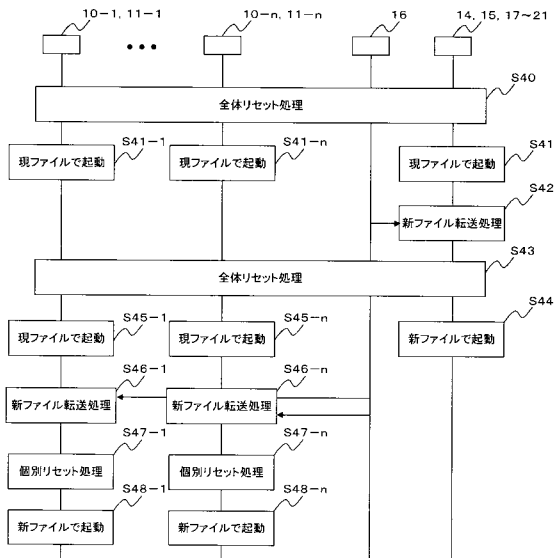 10-1, 11-1
10-n, 11-n
16
14, 15, 17～21
•••
S40
全体リセット処理
S41-1
現ファイルで起動
S41-n
現ファイルで起動
S41
現ファイルで起動
S42
新ファイル転送処理
S43
全体リセット処理
S45-1
現ファイルで起動
S45-n
現ファイルで起動
S44
新ファイルで起動
S46-1
新ファイル転送処理
S46-n
新ファイル転送処理
S47-1
個別リセット処理
S47-n
個別リセット処理
S48-1
新ファイルで起動
S48-n
新ファイルで起動